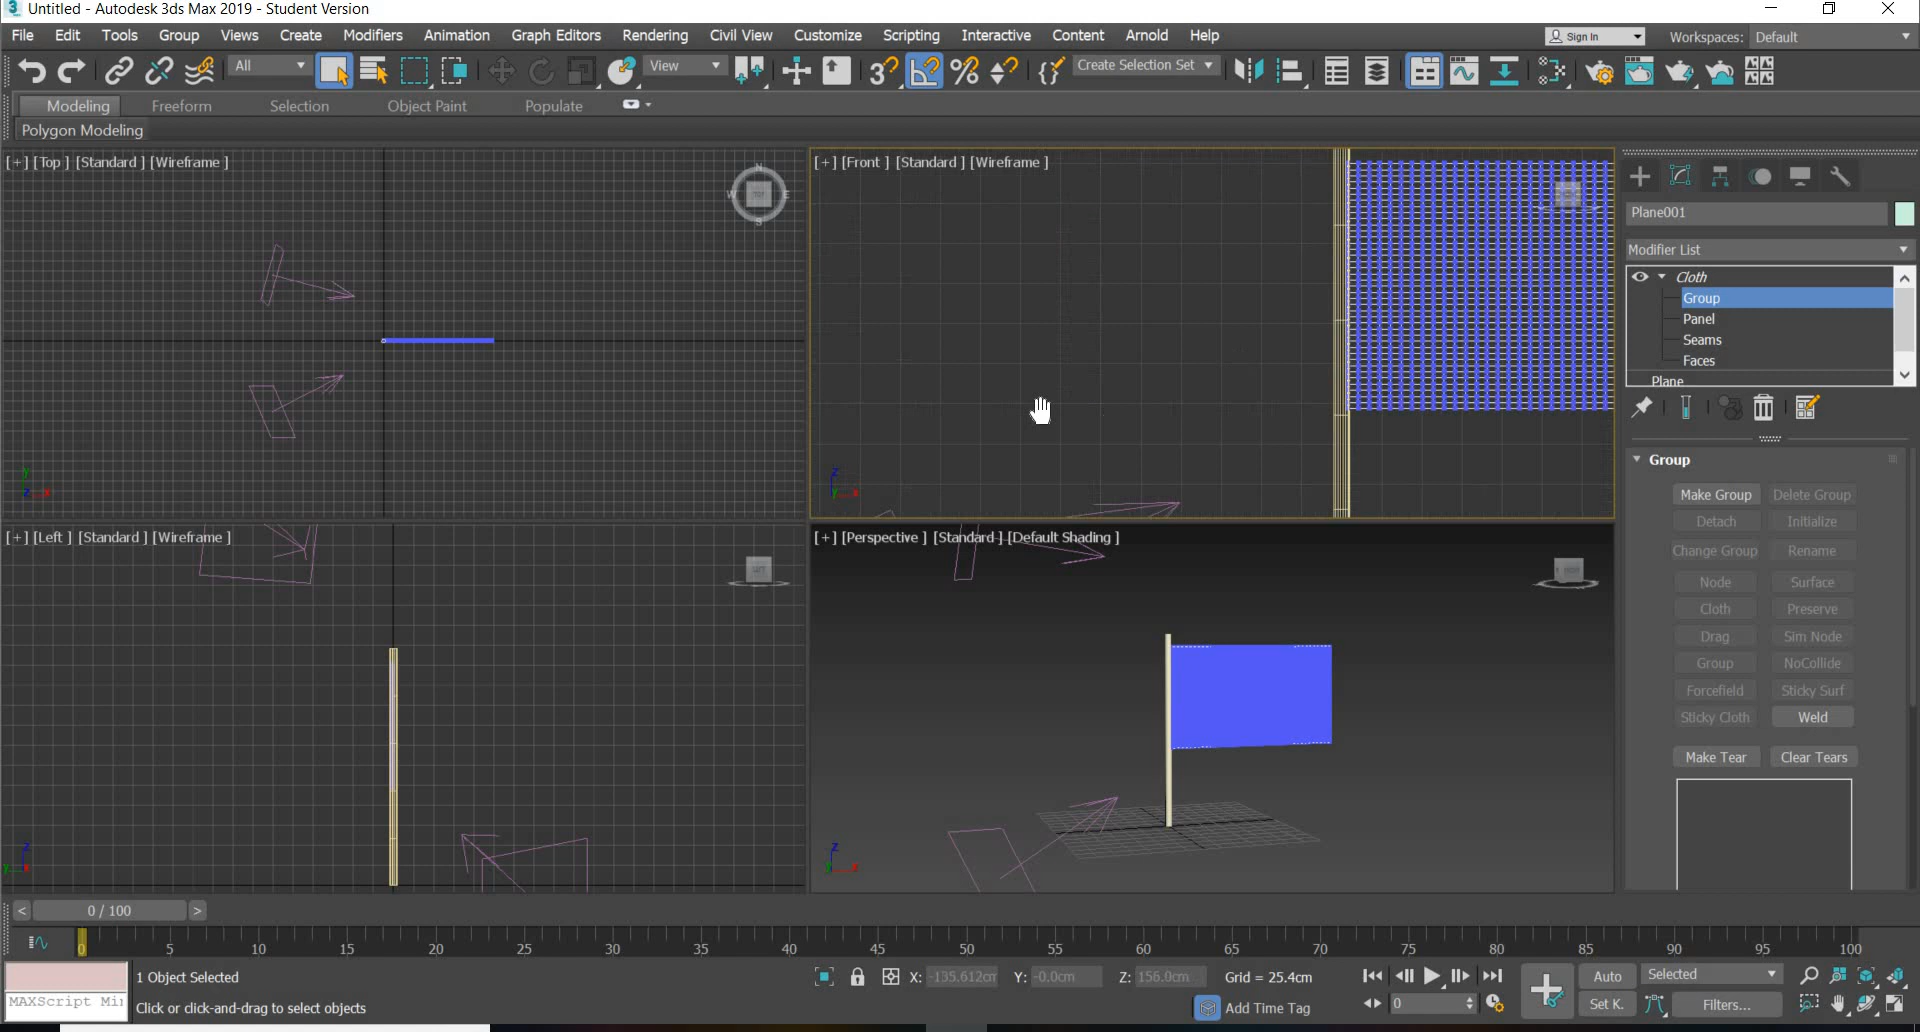 Untitled - Autodesk 3ds Max 2019 - Student Version
File Edit Tools Group Views Create Modifiers Animation Graph Editors Rendering Civil View Customize Scripting Interactive Content Arnold Help
Sign In Workspaces: Default
All View Create Selection Set
Modeling Freeform Selection Object Paint Populate
Polygon Modeling
[+] [Top ] [Standard ] [Wireframe ]
[+] [Front ] [Standard ] [Wireframe ]
N
W E
S
Plane001
Modifier List
Cloth
Group
Panel
Seams
Faces
Plane
Group
Make Group Delete Group
Detach Initialize
Change Group Rename
Node Surface
Cloth Preserve
Drag Sim Node
Group NoCollide
Forcefield Sticky Surf
Sticky Cloth Weld
Make Tear Clear Tears
y
z x
z
y x
[+] [Left ] [Standard ] [Wireframe ]
[+] [Perspective ] [Standard ] [Default Shading ]
z
y x
z
y x
< 0 / 100 >
0 5 10 15 20 25 30 35 40 45 50 55 60 65 70 75 80 85 90 95 100
1 Object Selected
X: -135.612cm Y: -0.0cm Z: 156.9cm Grid = 25.4cm
Auto Selected
MAXScript Mi
Click or click-and-drag to select objects
Add Time Tag
0
Set K. Filters...